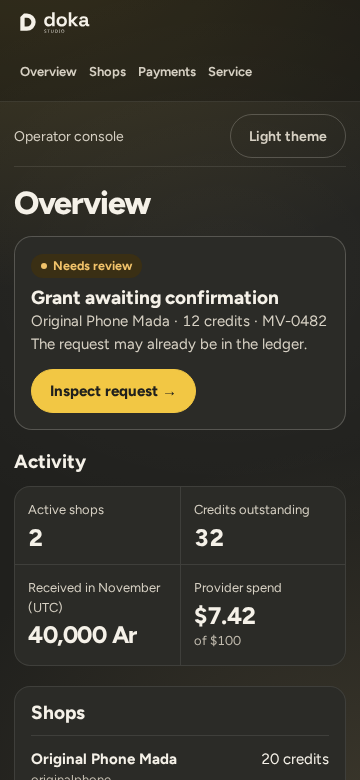 doka
STUDIO
Overview Shops Payments Service
Operator console
Light theme
Overview
Needs review
Grant awaiting confirmation
Original Phone Mada · 12 credits · MV-0482
The request may already be in the ledger.
Inspect request →
Activity
Active shops
2
Credits outstanding
32
Received in November
(UTC)
40,000 Ar
Provider spend
$7.42
of $100
Shops
Original Phone Mada 20 credits
originalphone